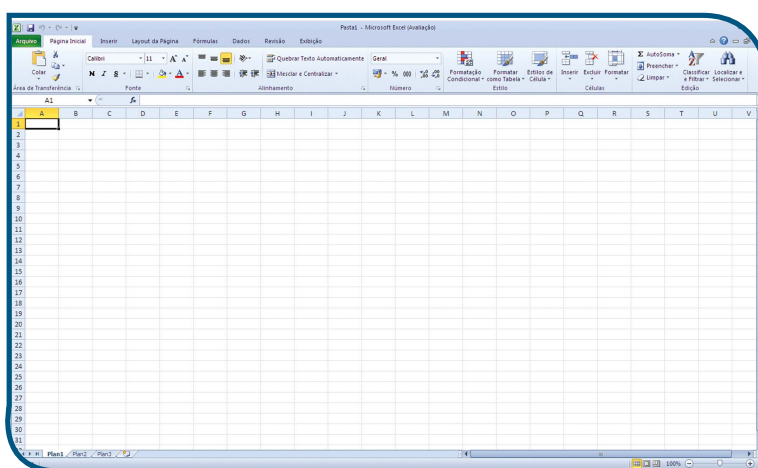 Pasta1 - Microsoft Excel (Avaliação)
Arquivo Página Inicial Inserir Layout da Página Fórmulas Dados Revisão Exibição
Colar
Calibri 11
N I S
Quebrar Texto Automaticamente
Mesclar e Centralizar
Geral
% 000
Formatação Condicional
Formatar como Tabela
Estilos de Célula
Inserir Excluir Formatar
Σ AutoSoma
Preencher
Limpar
Classificar e Filtrar
Localizar e Selecionar
Área de Transferência Fonte Alinhamento Número Estilo Células Edição
A1 fx
A B C D E F G H I J K L M N O P Q R S T U V
1
2
3
4
5
6
7
8
9
10
11
12
13
14
15
16
17
18
19
20
21
22
23
24
25
26
27
28
29
30
31
Plan1 Plan2 Plan3
100%